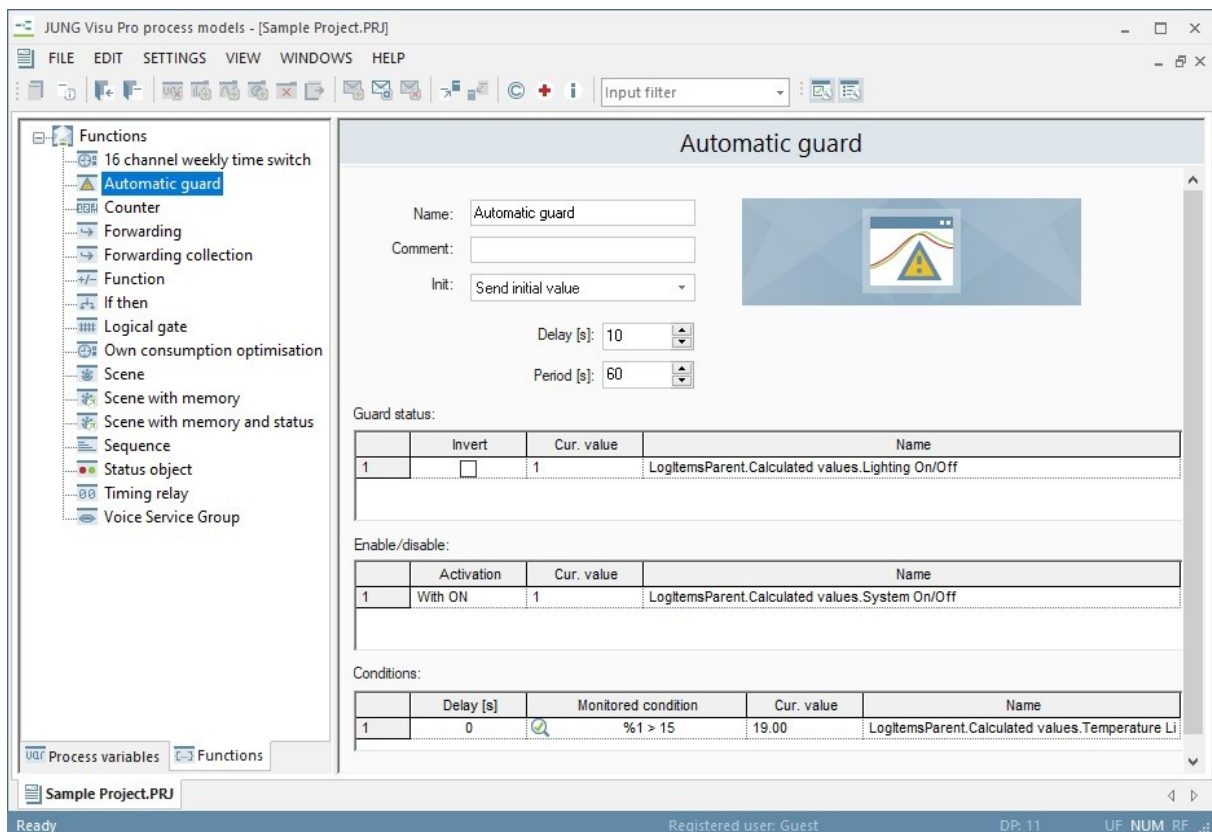 JUNG Visu Pro process models - [Sample Project.PRJ]
FILE EDIT SETTINGS VIEW WINDOWS HELP
Input filter
Functions
16 channel weekly time switch
Automatic guard
Counter
Forwarding
Forwarding collection
Function
If then
Logical gate
Own consumption optimisation
Scene
Scene with memory
Scene with memory and status
Sequence
Status object
Timing relay
Voice Service Group
Process variables Functions
Automatic guard
Name: Automatic guard
Comment:
Init: Send initial value
Delay [s]: 10
Period [s]: 60
Guard status:
Invert Cur. value Name
1 1 LogItemsParent.Calculated values.Lighting On/Off
Enable/disable:
Activation Cur. value Name
1 With ON 1 LogItemsParent.Calculated values.System On/Off
Conditions:
Delay [s] Monitored condition Cur. value Name
1 0 %1 > 15 19.00 LogItemsParent.Calculated values.Temperature Li
Sample Project.PRJ
Ready Registered user: Guest DP: 11 UF NUM RF